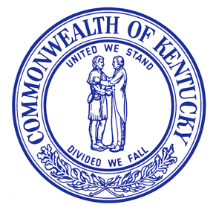 COMMONWEALTH OF KENTUCKY
UNITED WE STAND
DIVIDED WE FALL